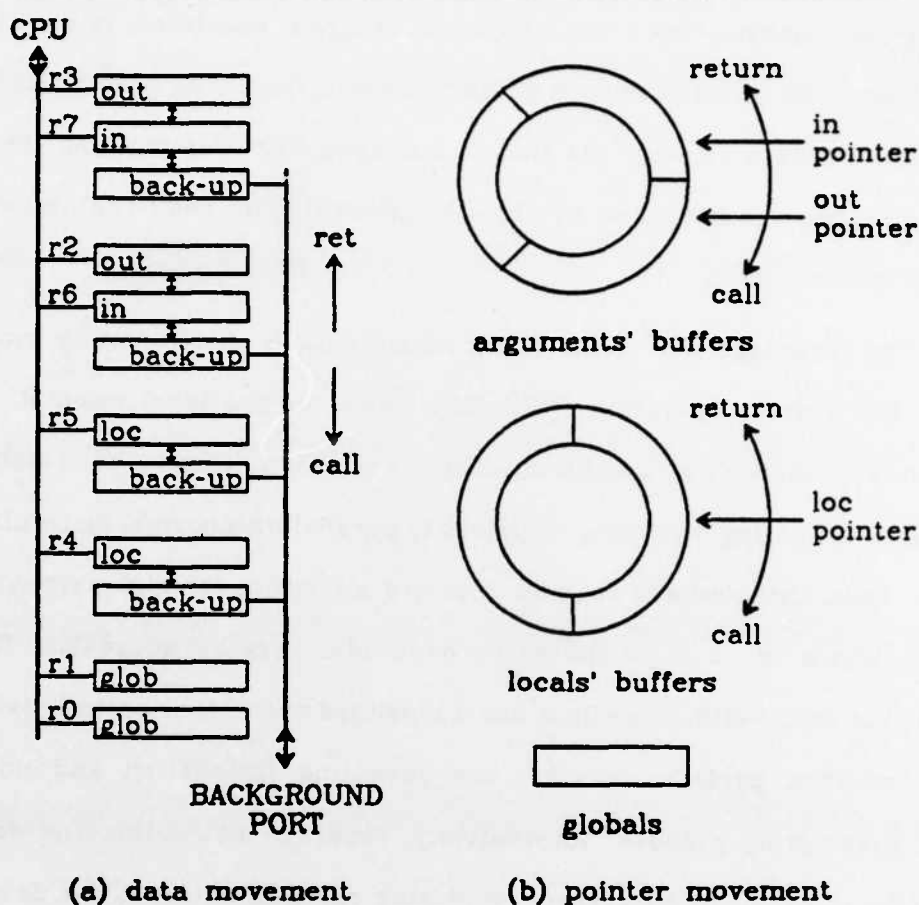 CPU
r3
out
r7
in
back-up
r2
out
r6
in
back-up
ret
call
r5
loc
back-up
r4
loc
back-up
r1
glob
r0
glob
BACKGROUND
PORT
(a) data movement
return
in
pointer
out
pointer
call
arguments' buffers
return
loc
pointer
call
locals' buffers
globals
(b) pointer movement